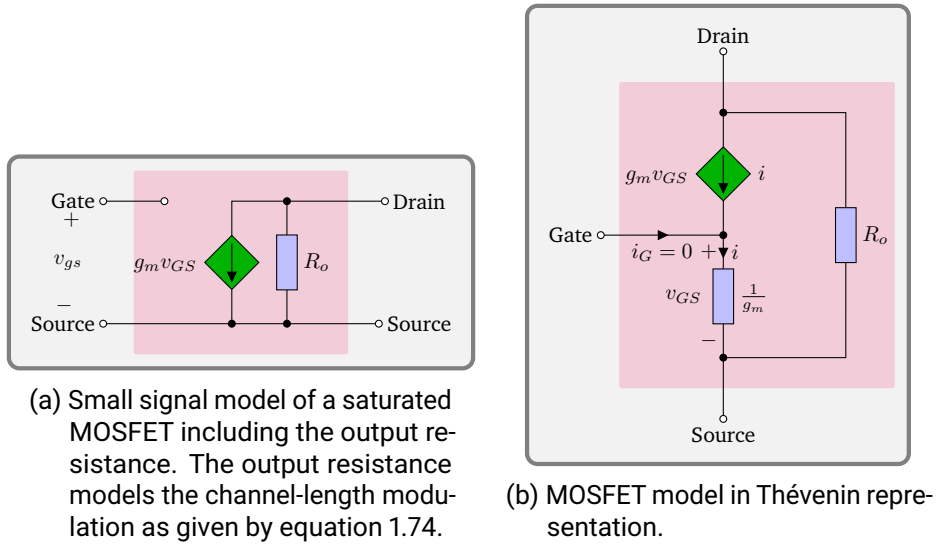 Gate
+
v_{gs}
−
Source
g_m v_{GS}
R_o
Drain
Source
(a) Small signal model of a saturated
MOSFET including the output re-
sistance. The output resistance
models the channel-length modu-
lation as given by equation 1.74.
Drain
g_m v_{GS}
i
Gate
i_G = 0
+
i
R_o
v_{GS}
\frac{1}{g_m}
−
Source
(b) MOSFET model in Thévenin repre-
sentation.